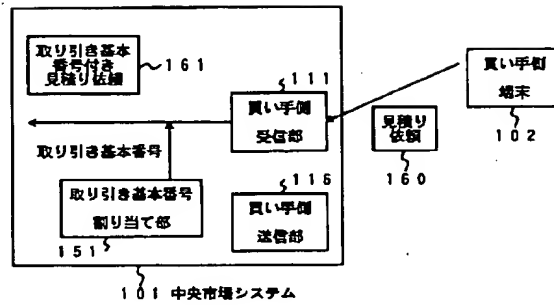 取り引き基本
番号付き
見積り依頼
161
111
買い手側
受信部
買い手側
端末
102
見積り
依頼
160
取り引き基本番号
取り引き基本番号
割り当て部
151
116
買い手側
送信部
101 中央市場システム